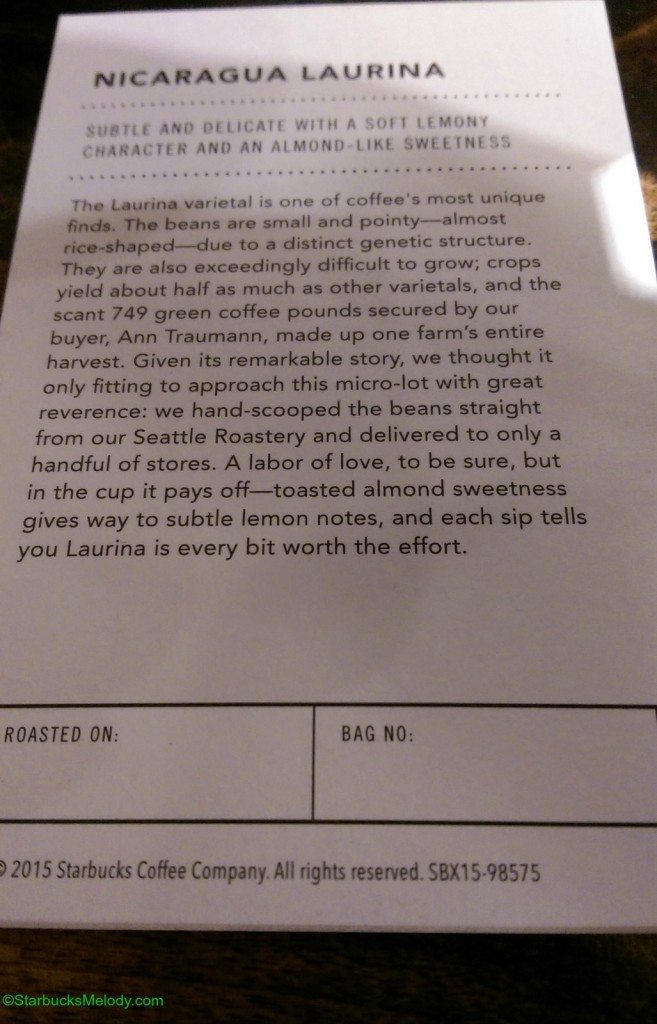 NICARAGUA LAURINA
SUBTLE AND DELICATE WITH A SOFT LEMONY
CHARACTER AND AN ALMOND-LIKE SWEETNESS
The Laurina varietal is one of coffee's most unique
finds. The beans are small and pointy—almost
rice-shaped—due to a distinct genetic structure.
They are also exceedingly difficult to grow; crops
yield about half as much as other varietals, and the
scant 749 green coffee pounds secured by our
buyer, Ann Traumann, made up one farm's entire
harvest. Given its remarkable story, we thought it
only fitting to approach this micro-lot with great
reverence: we hand-scooped the beans straight
from our Seattle Roastery and delivered to only a
handful of stores. A labor of love, to be sure, but
in the cup it pays off—toasted almond sweetness
gives way to subtle lemon notes, and each sip tells
you Laurina is every bit worth the effort.
ROASTED ON:
BAG NO:
© 2015 Starbucks Coffee Company. All rights reserved. SBX15-98575
©StarbucksMelody.com